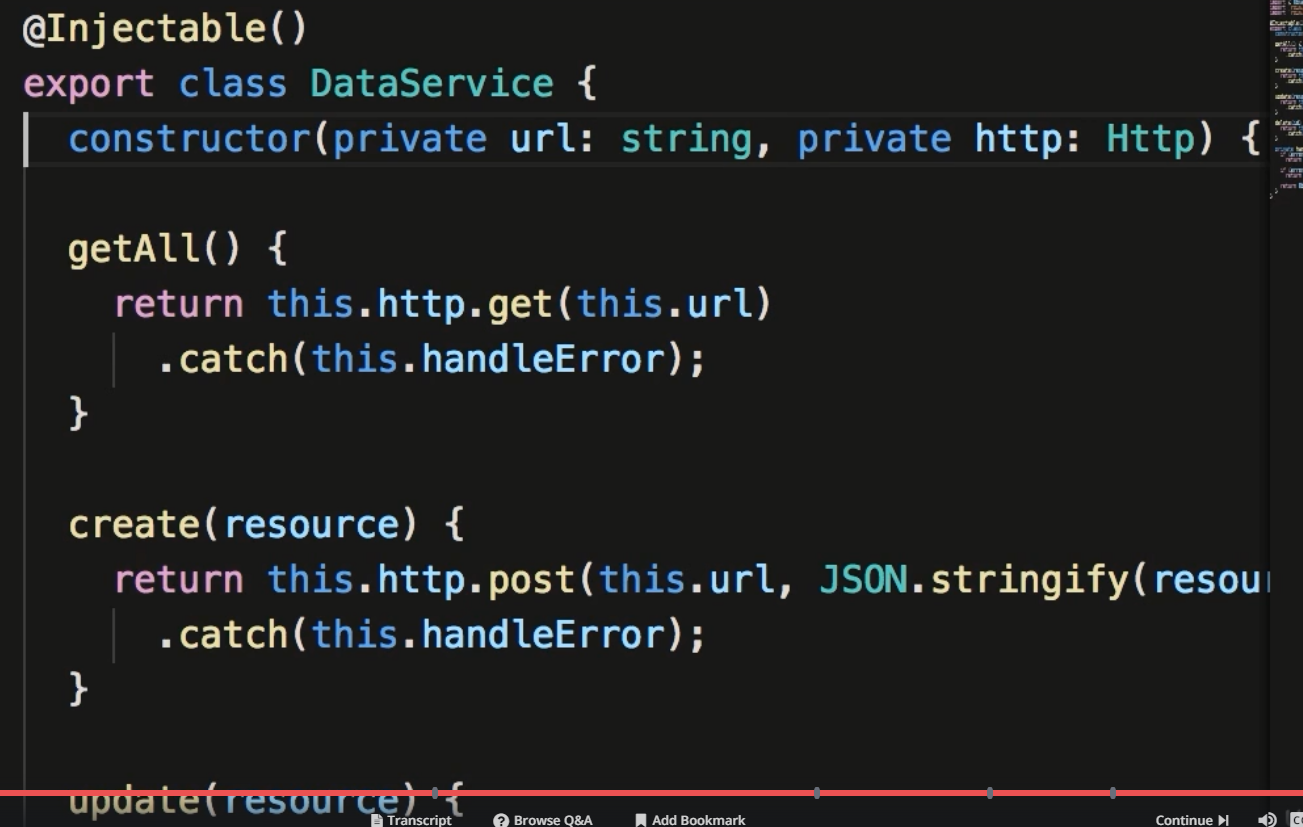 @Injectable()
export class DataService {
constructor(private url: string, private http: Http) {
getAll() {
return this.http.get(this.url)
.catch(this.handleError);
}
create(resource) {
return this.http.post(this.url, JSON.stringify(resour
.catch(this.handleError);
}
update(resource) {
Transcript Browse Q&A Add Bookmark Continue